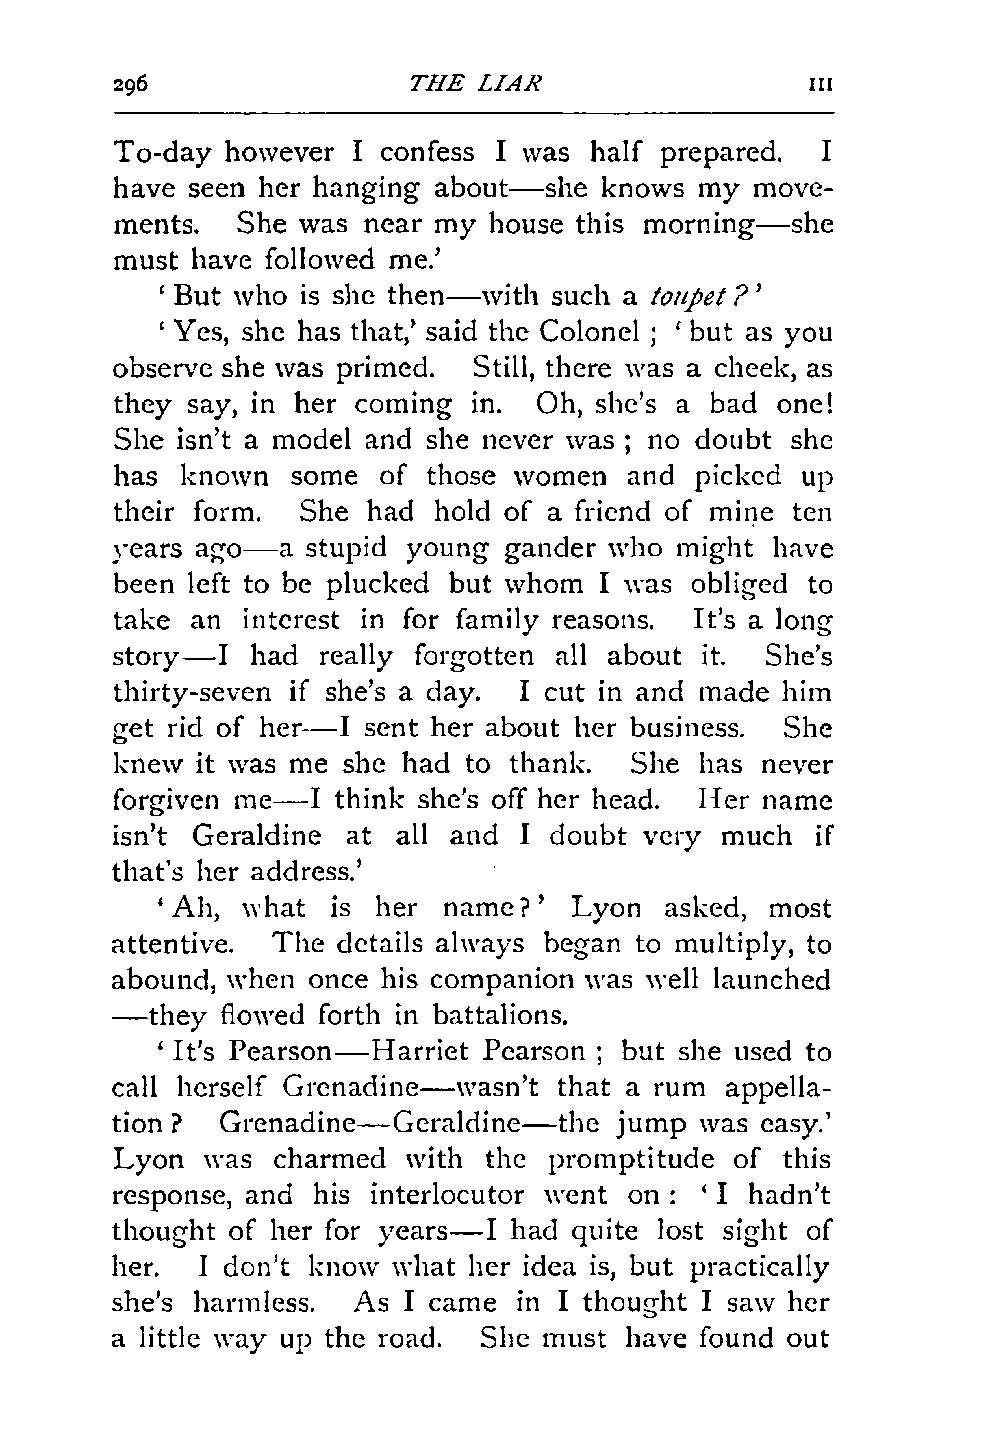 296 THE LIAR III
To-day however I confess I was half prepared. I
have seen her hanging about—she knows my move-
ments. She was near my house this morning—she
must have followed me.’
‘ But who is she then—with such a toupet ? ’
‘ Yes, she has that,’ said the Colonel ; ‘ but as you
observe she was primed. Still, there was a cheek, as
they say, in her coming in. Oh, she’s a bad one!
She isn’t a model and she never was ; no doubt she
has known some of those women and picked up
their form. She had hold of a friend of mine ten
years ago—a stupid young gander who might have
been left to be plucked but whom I was obliged to
take an interest in for family reasons. It’s a long
story—I had really forgotten all about it. She’s
thirty-seven if she’s a day. I cut in and made him
get rid of her—I sent her about her business. She
knew it was me she had to thank. She has never
forgiven me—I think she’s off her head. Her name
isn’t Geraldine at all and I doubt very much if
that’s her address.’
‘ Ah, what is her name? ’ Lyon asked, most
attentive. The details always began to multiply, to
abound, when once his companion was well launched
—they flowed forth in battalions.
‘ It’s Pearson—Harriet Pearson ; but she used to
call herself Grenadine—wasn’t that a rum appella-
tion ? Grenadine—Geraldine—the jump was easy.’
Lyon was charmed with the promptitude of this
response, and his interlocutor went on : ‘ I hadn’t
thought of her for years—I had quite lost sight of
her. I don’t know what her idea is, but practically
she’s harmless. As I came in I thought I saw her
a little way up the road. She must have found out